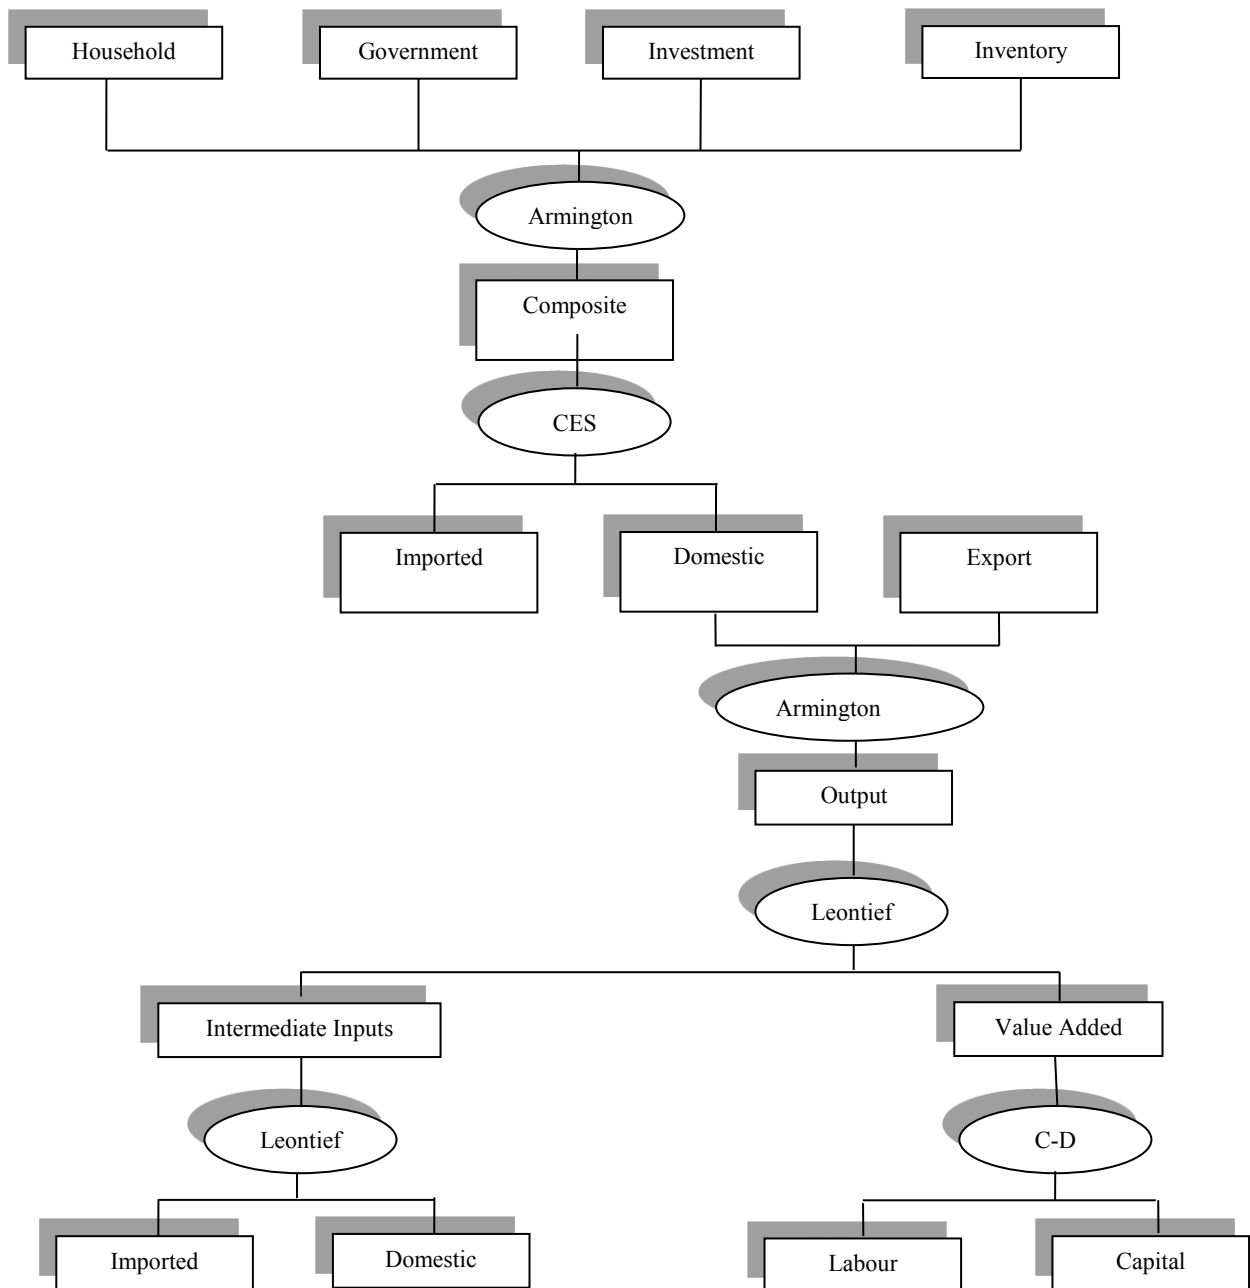 Household
Government
Investment
Inventory
Armington
Composite
CES
Imported
Domestic
Export
Armington
Output
Leontief
Intermediate Inputs
Value Added
Leontief
C-D
Imported
Domestic
Labour
Capital